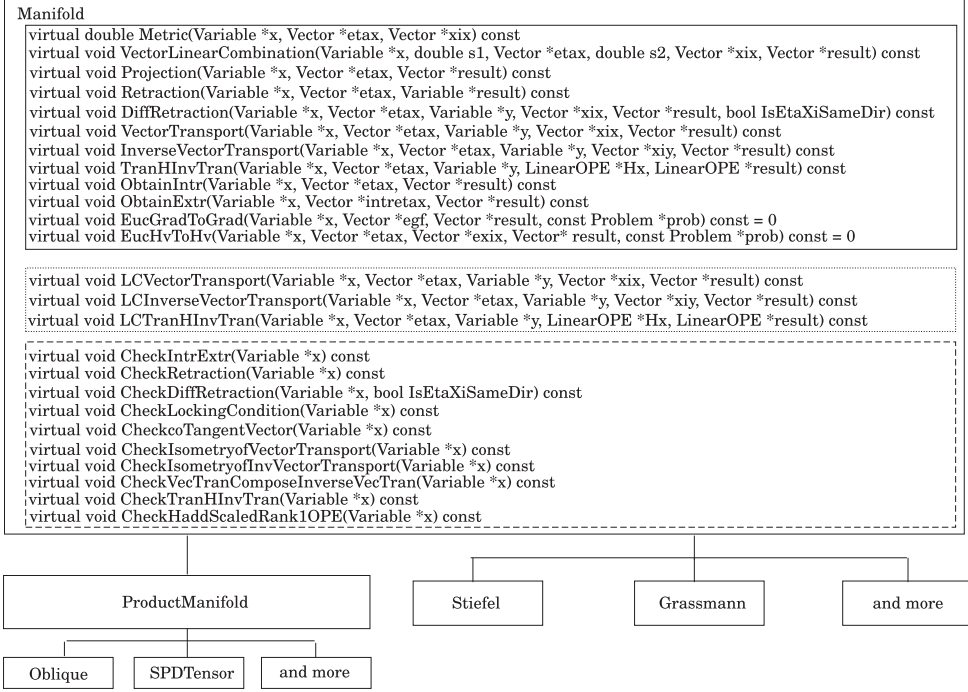 Manifold
virtual double Metric(Variable *x, Vector *etax, Vector *xix) const
virtual void VectorLinearCombination(Variable *x, double s1, Vector *etax, double s2, Vector *xix, Vector *result) const
virtual void Projection(Variable *x, Vector *etax, Vector *result) const
virtual void Retraction(Variable *x, Vector *etax, Variable *result) const
virtual void DiffRetraction(Variable *x, Vector *etax, Variable *y, Vector *xix, Vector *result, bool IsEtaXiSameDir) const
virtual void VectorTransport(Variable *x, Vector *etax, Variable *y, Vector *xix, Vector *result) const
virtual void InverseVectorTransport(Variable *x, Vector *etax, Variable *y, Vector *xiy, Vector *result) const
virtual void TranHInvTran(Variable *x, Vector *etax, Variable *y, LinearOPE *Hx, LinearOPE *result) const
virtual void ObtainIntr(Variable *x, Vector *etax, Vector *result) const
virtual void ObtainExtr(Variable *x, Vector *intretax, Vector *result) const
virtual void EucGradToGrad(Variable *x, Vector *egf, Vector *result, const Problem *prob) const = 0
virtual void EucHvToHv(Variable *x, Vector *etax, Vector *exix, Vector* result, const Problem *prob) const = 0
virtual void LCVectorTransport(Variable *x, Vector *etax, Variable *y, Vector *xix, Vector *result) const
virtual void LCInverseVectorTransport(Variable *x, Vector *etax, Variable *y, Vector *xiy, Vector *result) const
virtual void LCTranHInvTran(Variable *x, Vector *etax, Variable *y, LinearOPE *Hx, LinearOPE *result) const
virtual void CheckIntrExtr(Variable *x) const
virtual void CheckRetraction(Variable *x) const
virtual void CheckDiffRetraction(Variable *x, bool IsEtaXiSameDir) const
virtual void CheckLockingCondition(Variable *x) const
virtual void CheckcoTangentVector(Variable *x) const
virtual void CheckIsometryofVectorTransport(Variable *x) const
virtual void CheckIsometryofInvVectorTransport(Variable *x) const
virtual void CheckVecTranComposeInverseVecTran(Variable *x) const
virtual void CheckTranHInvTran(Variable *x) const
virtual void CheckHaddScaledRank1OPE(Variable *x) const
ProductManifold
Stiefel
Grassmann
and more
Oblique
SPDTensor
and more